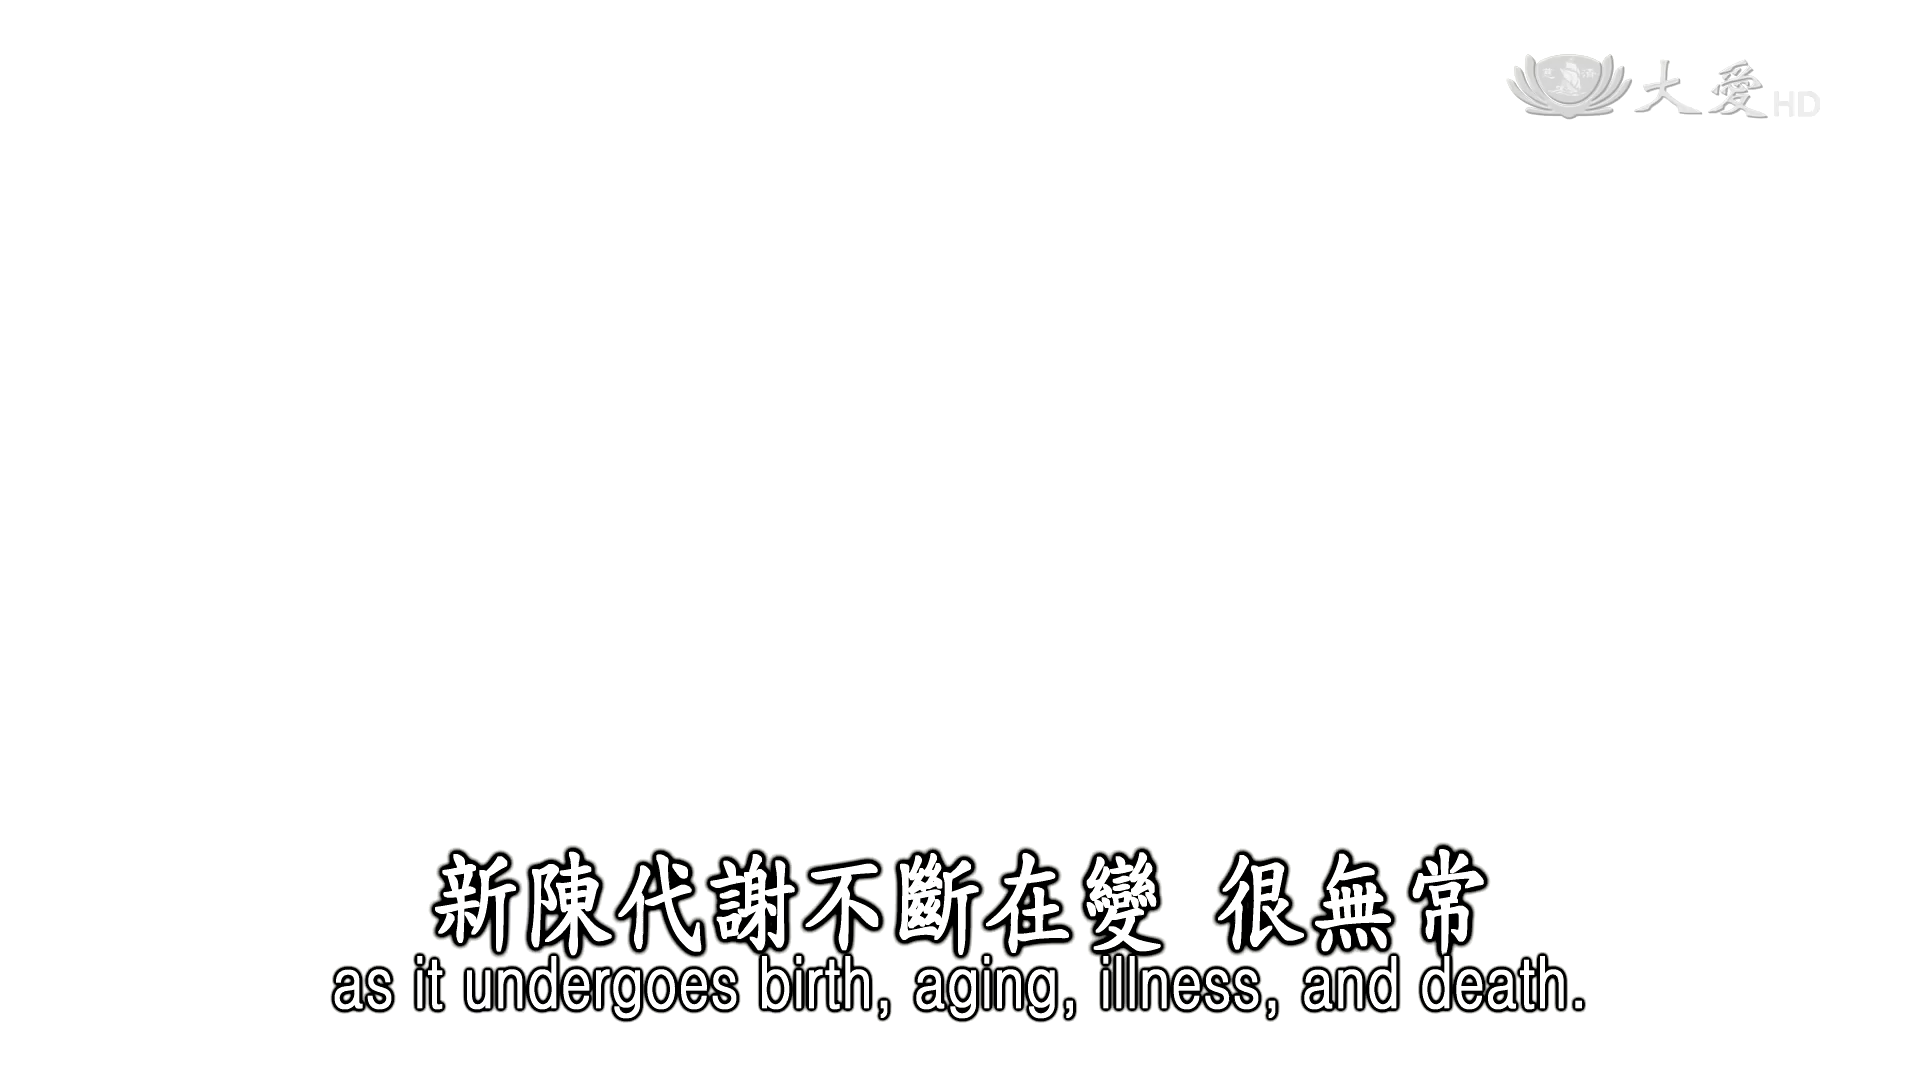 大愛HD
新陳代謝不斷在變 很無常
as it undergoes birth, aging, illness, and death.